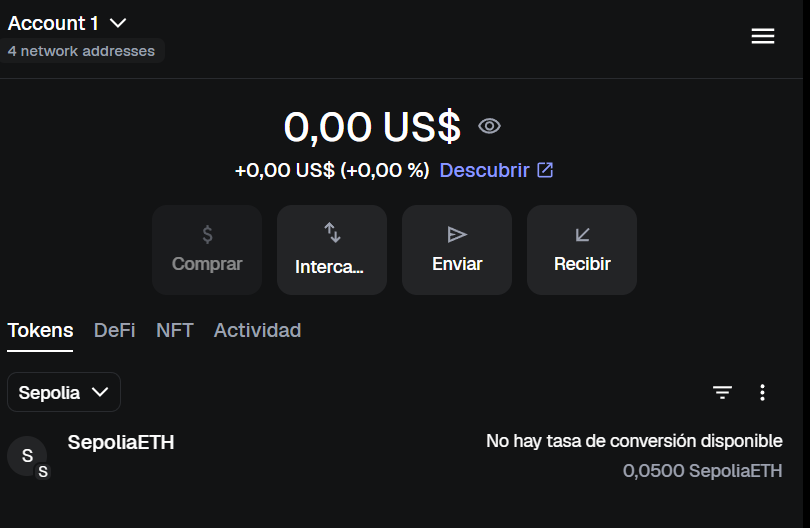 Account 1
4 network addresses
0,00 US$
+0,00 US$ (+0,00 %) Descubrir
$
Comprar
Interca...
Enviar
Recibir
Tokens DeFi NFT Actividad
Sepolia
S
S
SepoliaETH
No hay tasa de conversión disponible
0,0500 SepoliaETH